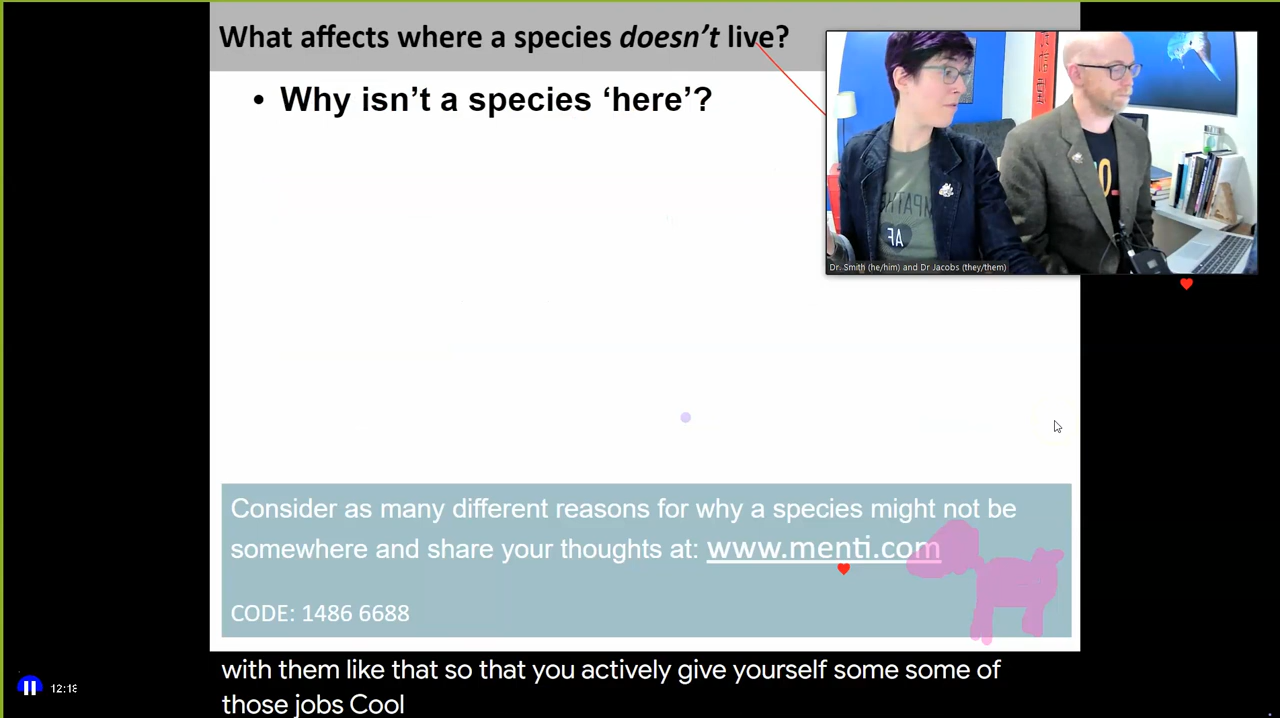 What affects where a species doesn't live?
• Why isn't a species 'here'?
AF
Dr. Smith (he/him) and Dr Jacobs (they/them)
Consider as many different reasons for why a species might not be
somewhere and share your thoughts at: www.menti.com
CODE: 1486 6688
with them like that so that you actively give yourself some some of
those jobs Cool
12:18